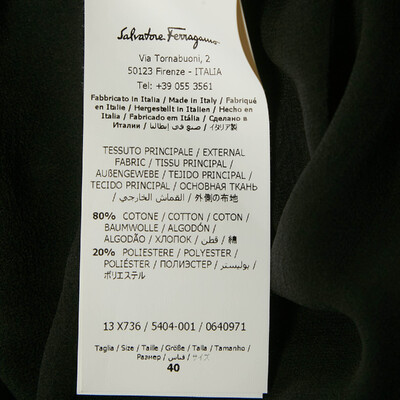 Salvatore Ferragamo
Via Tornabuoni, 2
50123 Firenze - ITALIA
Tel: +39 055 3561
Fabbricato in Italia / Made in Italy / Fabriqué
en Italie / Hergestellt in Italien / Hecho en
Italia / Fabricado em Itália / Сделано в
Италии / صنع في إيطاليا / イタリア製
TESSUTO PRINCIPALE / EXTERNAL
FABRIC / TISSU PRINCIPAL /
AUßENGEWEBE / TEJIDO PRINCIPAL /
TECIDO PRINCIPAL / ОСНОВНАЯ ТКАНЬ
/ القماش الخارجي / 外側の布地
80% COTONE / COTTON / COTON /
BAUMWOLLE / ALGODÓN /
ALGODÃO / ХЛОПОК / قطن / 綿
20% POLIESTERE / POLYESTER /
POLIÉSTER / ПОЛИЭСТЕР / بوليستر /
ポリエステル
13 X736 / 5404-001 / 0640971
Taglia / Size / Taille / Größe / Talla / Tamanho /
Размер / قياس / サイズ
40